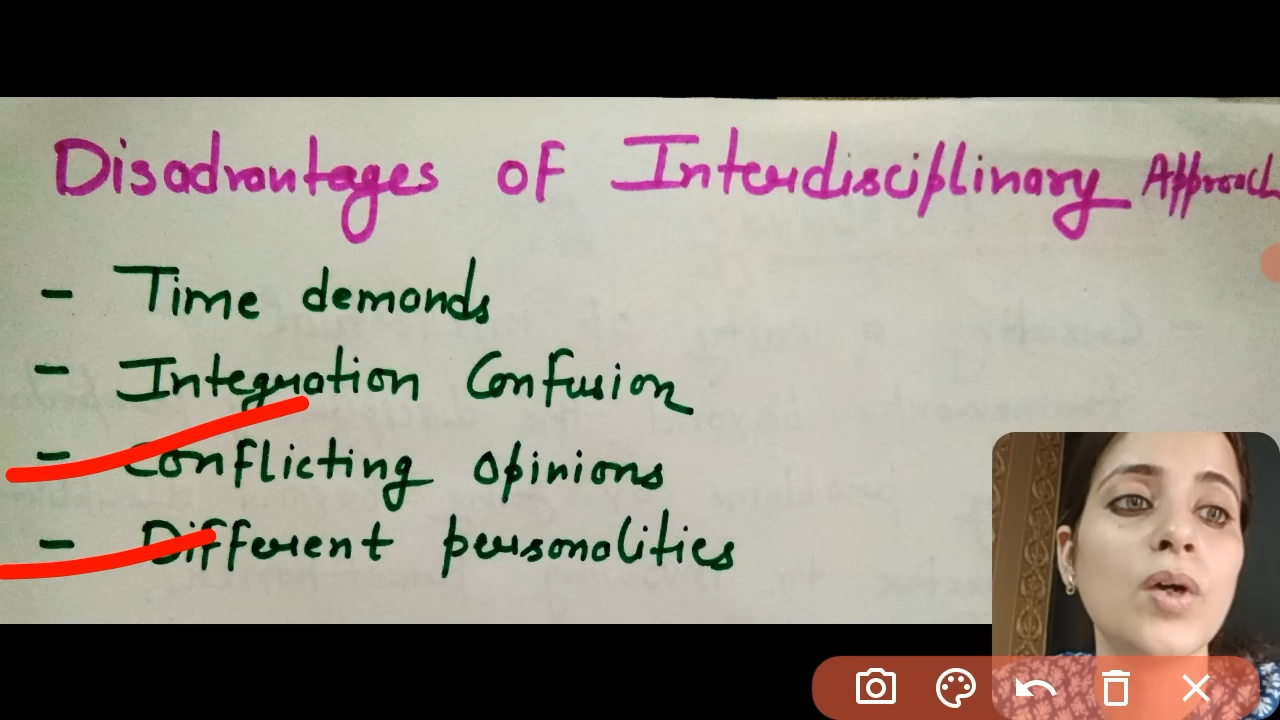 Disadvantages of Interdisciplinary Approach
- Time demands
- Integration Confusion
- Conflicting opinions
- Different personalities